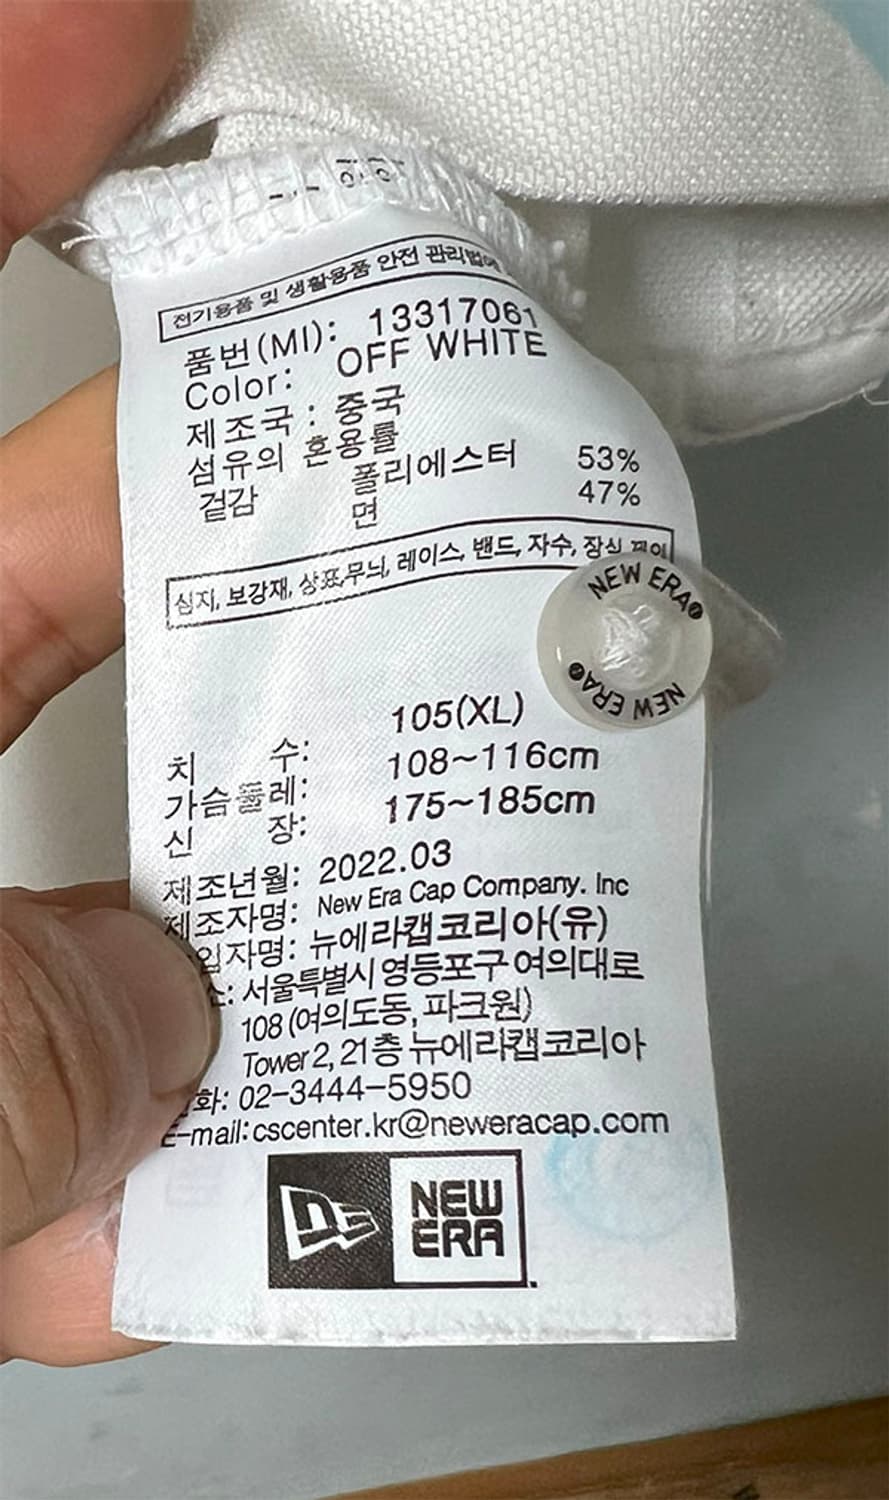 전기용품 및 생활용품 안전 관리법에
품번(MI): 13317061
Color: OFF WHITE
제조국: 중국
섬유의 혼용률
겉감 폴리에스터 53%
면 47%
심지, 보강재, 상표,무늬, 레이스, 밴드, 자수, 장식
NEW ERA®
NEW ERA®
치 수: 105(XL)
가슴둘레: 108~116cm
신 장: 175~185cm
제조년월: 2022.03
제조자명: New Era Cap Company. Inc
입자명: 뉴에라캡코리아(유)
소: 서울특별시 영등포구 여의대로
108 (여의도동, 파크원)
Tower 2, 21층 뉴에라캡코리아
화: 02-3444-5950
E-mail: cscenter.kr@neweracap.com
NEW
ERA